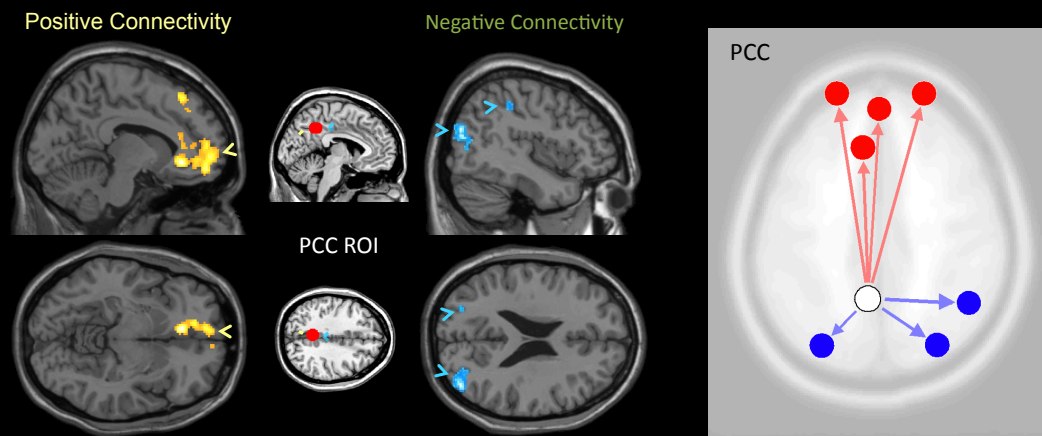 Positive Connectivity
Negative Connectivity
PCC
PCC ROI